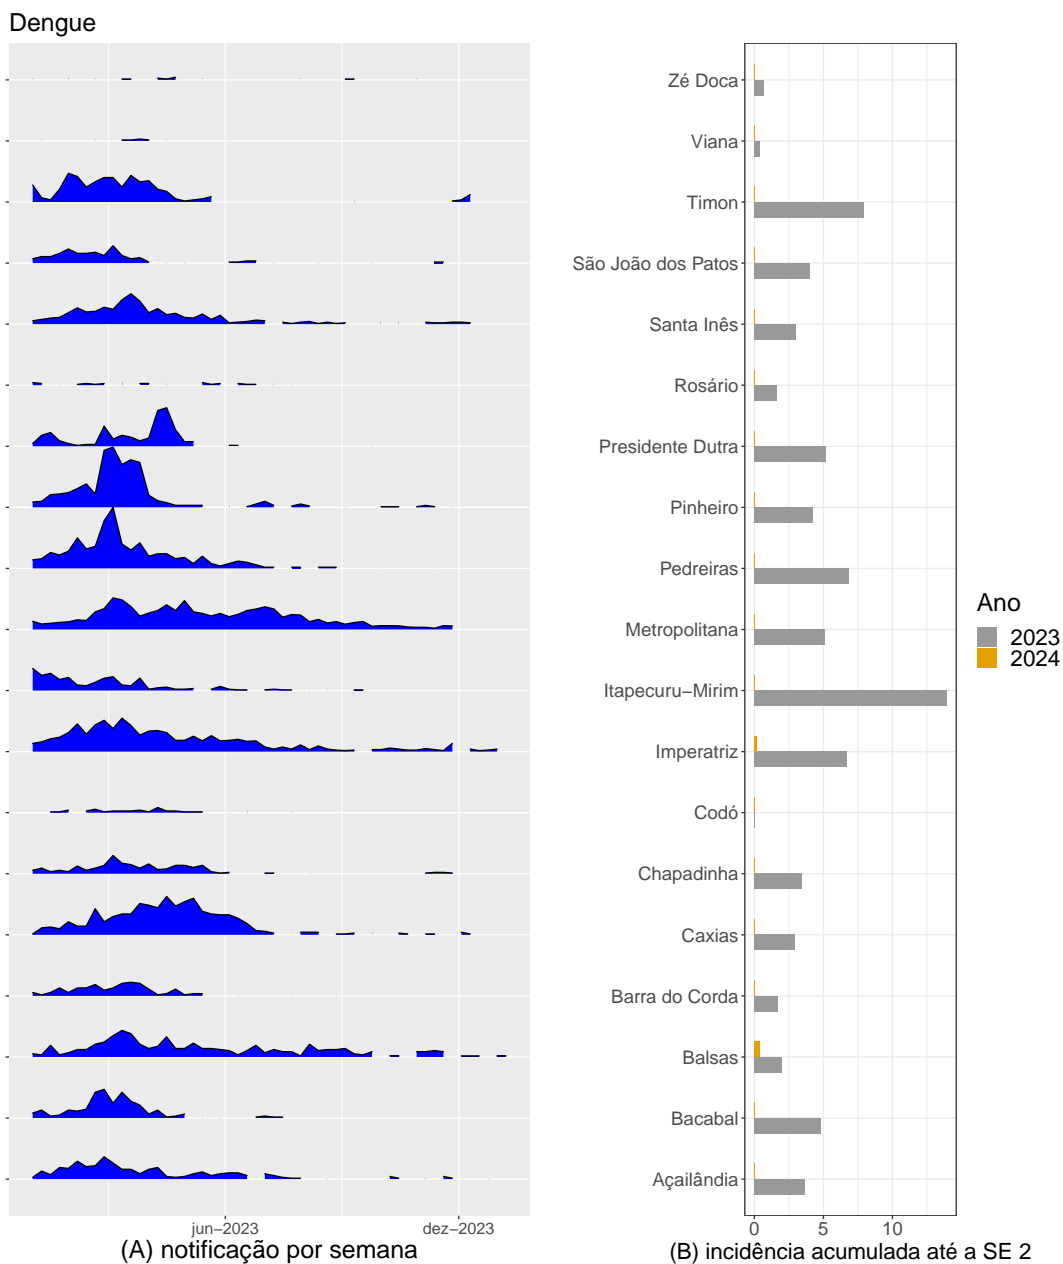 Dengue
Zé Doca
Viana
Timon
São João dos Patos
Santa Inês
Rosário
Presidente Dutra
Pinheiro
Pedreiras
Metropolitana
Itapecuru−Mirim
Imperatriz
Codó
Chapadinha
Caxias
Barra do Corda
Balsas
Bacabal
Açailândia
Ano
2023
2024
jun−2023 dez−2023
(A) notificação por semana
0 5 10
(B) incidência acumulada até a SE 2